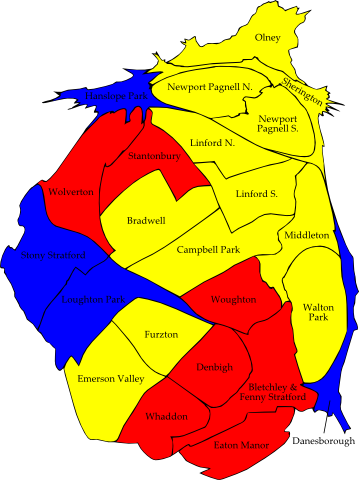 Olney
Newport Pagnell N.
Sherington
Hanslope Park
Newport
Pagnell S.
Linford N.
Stantonbury
Wolverton
Linford S.
Bradwell
Middleton
Campbell Park
Stony Stratford
Loughton Park
Woughton
Walton
Park
Furzton
Denbigh
Emerson Valley
Bletchley &
Fenny Stratford
Whaddon
Danesborough
Eaton Manor